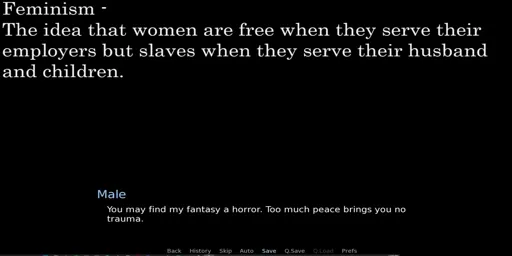 Feminism -
The idea that women are free when they serve their
employers but slaves when they serve their husband
and children.
Male
You may find my fantasy a horror. Too much peace brings you no
trauma.
Back History Skip Auto Save Q.Save Q.Load Prefs